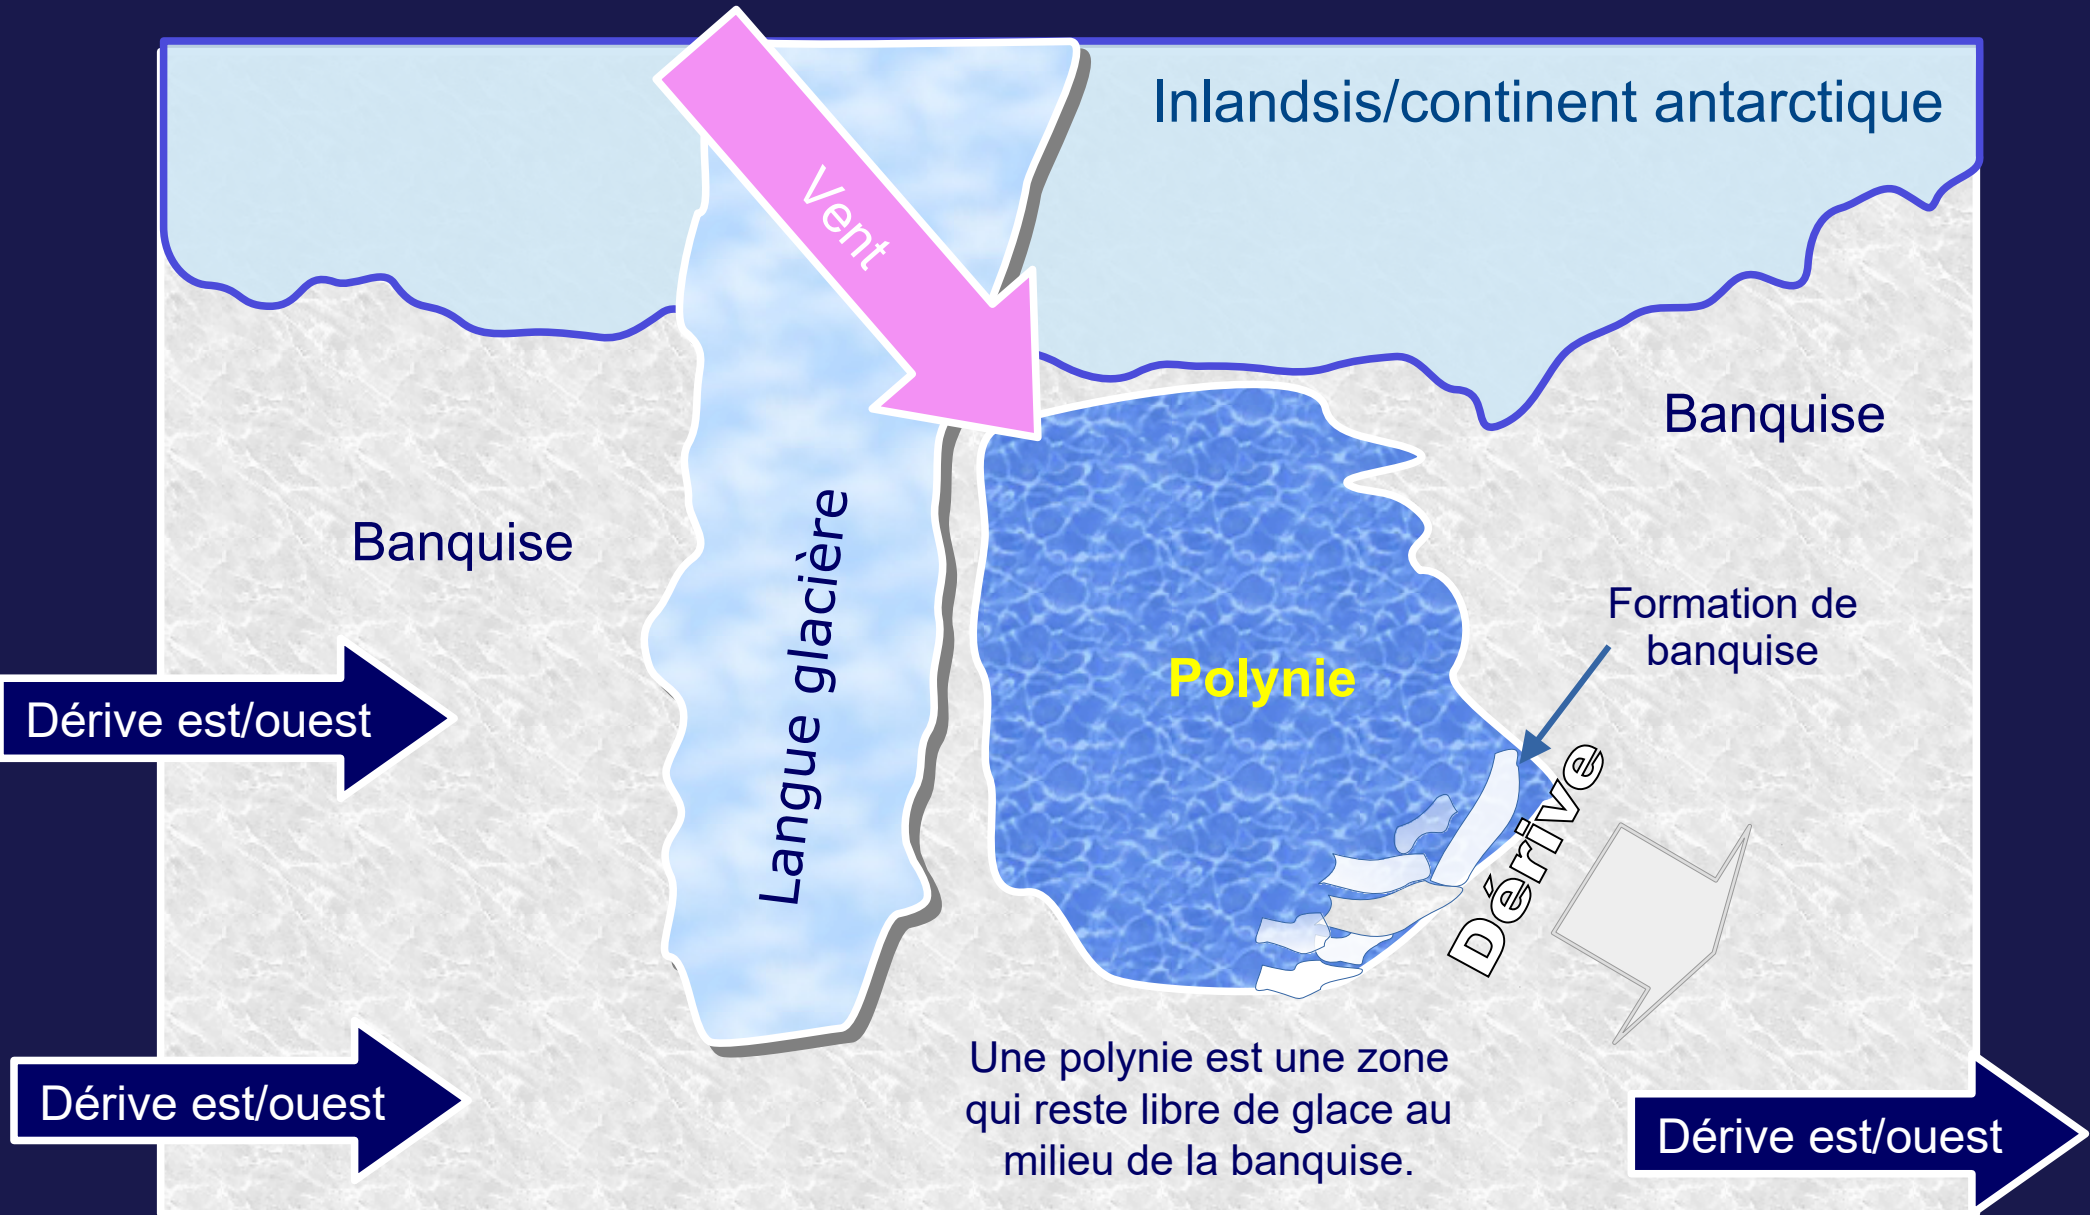 Inlandsis/continent antarctique
Vent
Banquise
Banquise
Langue glacière
Formation de
banquise
Polynie
Dérive est/ouest
Dérive
Une polynie est une zone
qui reste libre de glace au
milieu de la banquise.
Dérive est/ouest
Dérive est/ouest